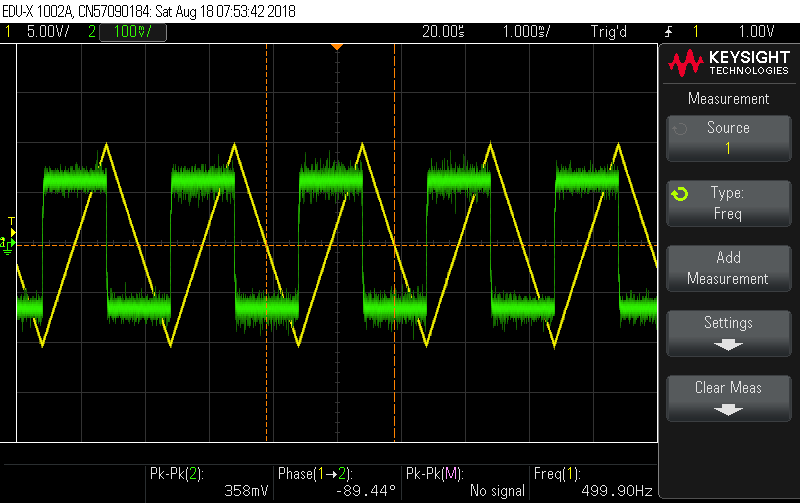 EDU-X 1002A, CN57090184: Sat Aug 18 07:53:42 2018
1 5.00V/ 2 100mV/ 20.00us 1.000ms/ Trig'd 1 1.00V
KEYSIGHT
TECHNOLOGIES
Measurement
Source
1
Type:
Freq
Add
Measurement
Settings
Clear Meas
T
Pk-Pk(2): Phase(1→2): Pk-Pk(M): Freq(1):
358mV -89.44° No signal 499.90Hz